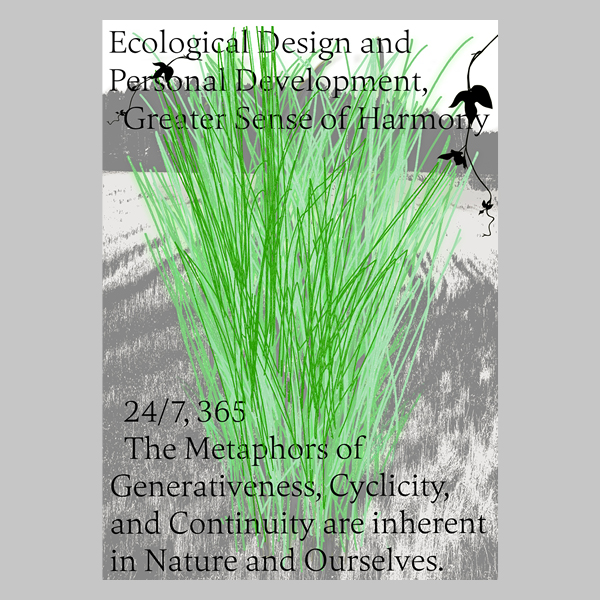 Ecological Design and
Personal Development,
Greater Sense of Harmony
24/7, 365
The Metaphors of
Generativeness, Cyclicity,
and Continuity are inherent
in Nature and Ourselves.